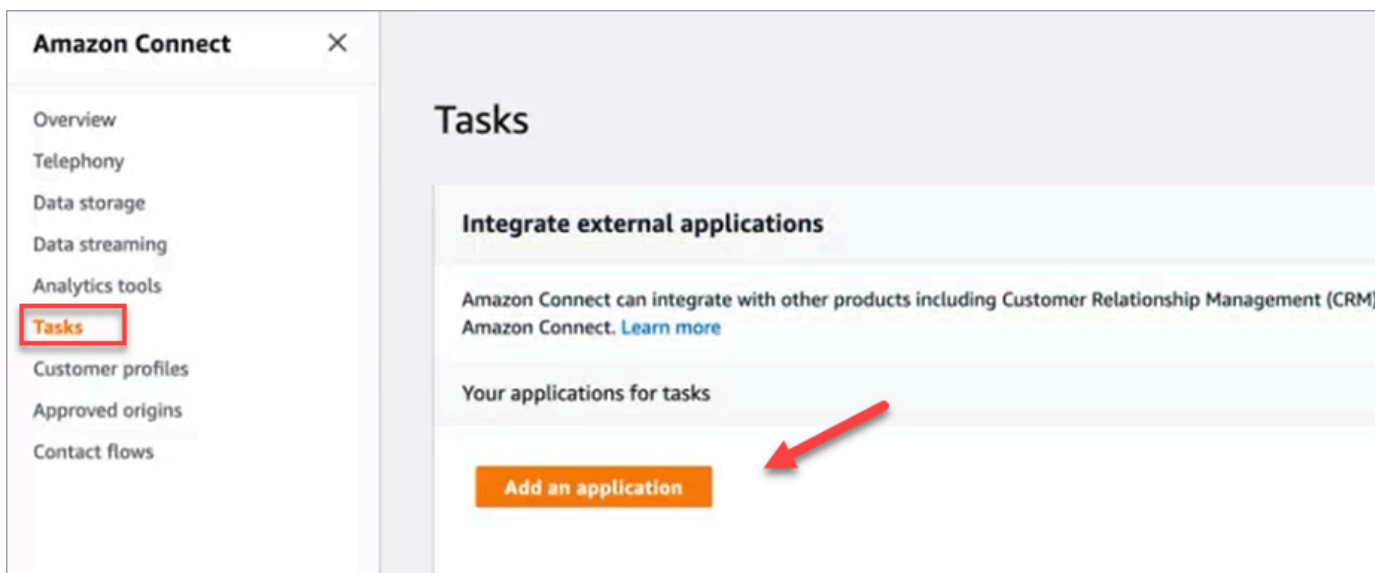 Amazon Connect
Overview
Telephony
Data storage
Data streaming
Analytics tools
Tasks
Customer profiles
Approved origins
Contact flows
Tasks
Integrate external applications
Amazon Connect can integrate with other products including Customer Relationship Management (CRM)
Amazon Connect. Learn more
Your applications for tasks
Add an application